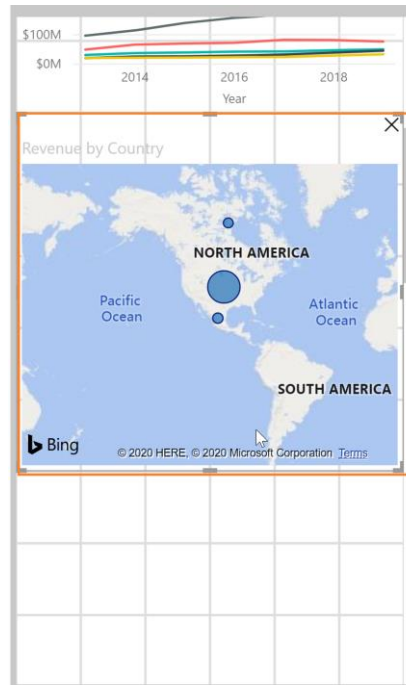 $100M
$0M
2014 2016 2018
Year
Revenue by Country
NORTH AMERICA
Pacific
Ocean
Atlantic
Ocean
SOUTH AMERICA
Bing
© 2020 HERE, © 2020 Microsoft Corporation Terms